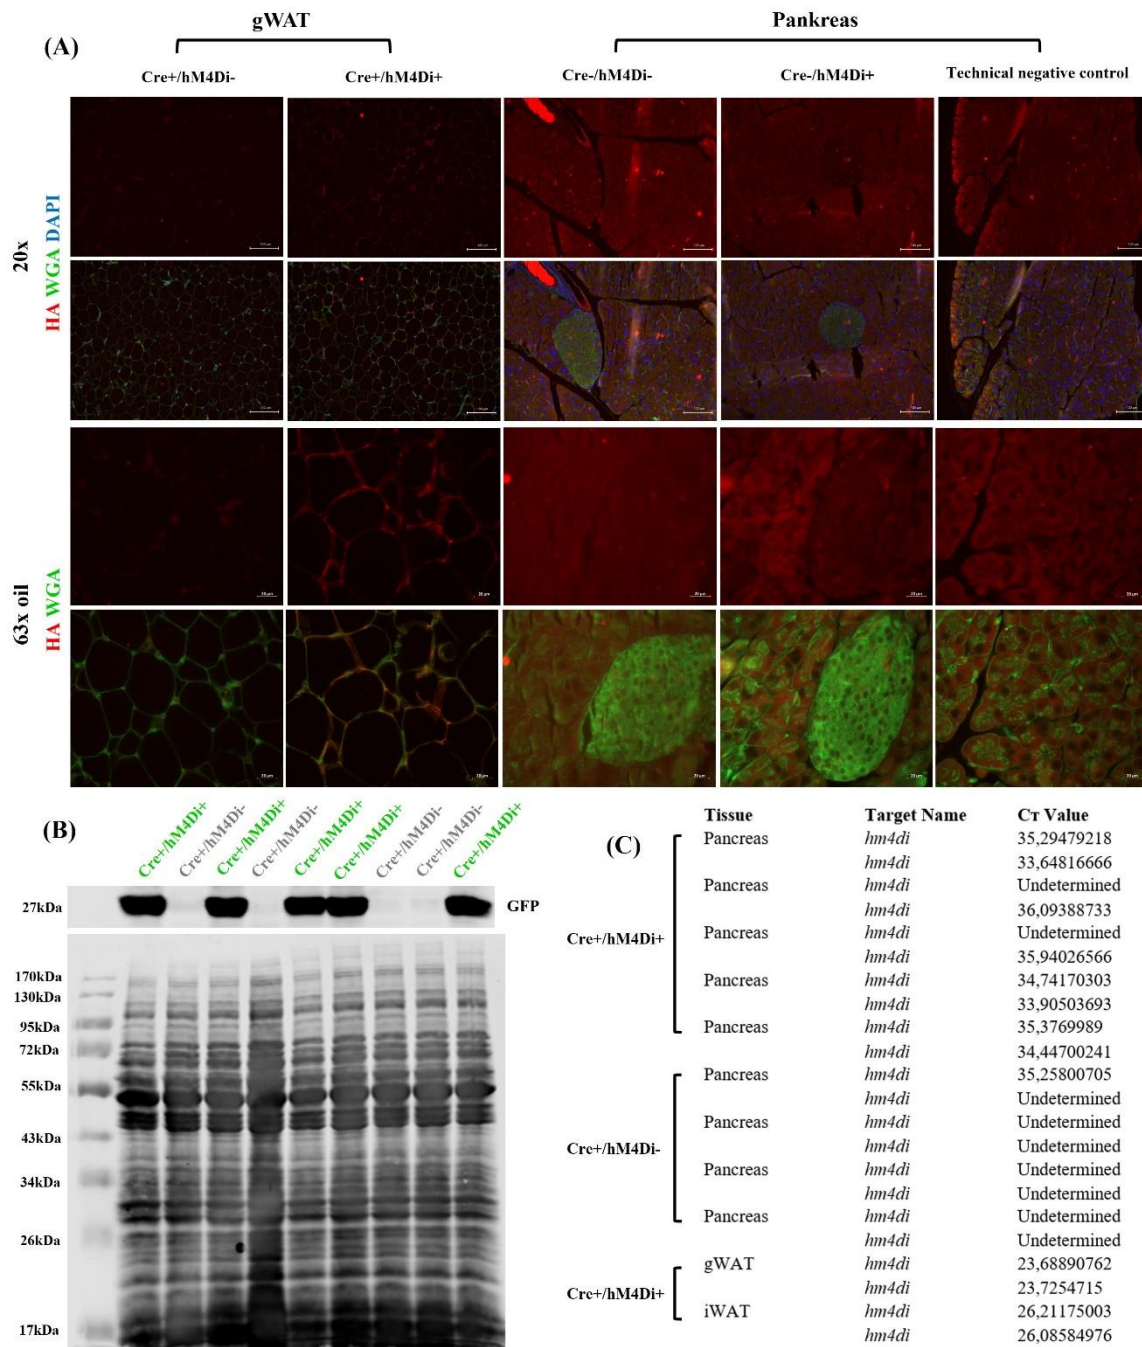 gWAT
Pankreas
(A)
Cre+/hM4Di-
Cre+/hM4Di+
Cre-/hM4Di-
Cre-/hM4Di+
Technical negative control
20x
HA WGA DAPI
63x oil
HA WGA
(B)
Cre+/hM4Di+
Cre+/hM4Di-
Cre+/hM4Di+
Cre+/hM4Di-
Cre+/hM4Di+
Cre+/hM4Di+
Cre+/hM4Di-
Cre+/hM4Di-
Cre+/hM4Di+
27kDa
GFP
170kDa
130kDa
95kDa
72kDa
55kDa
43kDa
34kDa
26kDa
17kDa
(C)
Tissue Target Name Cт Value
Pancreas hm4di 35,29479218
hm4di 33,64816666
Pancreas hm4di Undetermined
hm4di 36,09388733
Cre+/hM4Di+
Pancreas hm4di Undetermined
hm4di 35,94026566
Pancreas hm4di 34,74170303
hm4di 33,90503693
Pancreas hm4di 35,3769989
hm4di 34,44700241
Pancreas hm4di 35,25800705
hm4di Undetermined
Pancreas hm4di Undetermined
Cre+/hM4Di-
hm4di Undetermined
Pancreas hm4di Undetermined
hm4di Undetermined
Pancreas hm4di Undetermined
hm4di Undetermined
gWAT hm4di 23,68890762
Cre+/hM4Di+
hm4di 23,7254715
iWAT hm4di 26,21175003
hm4di 26,08584976